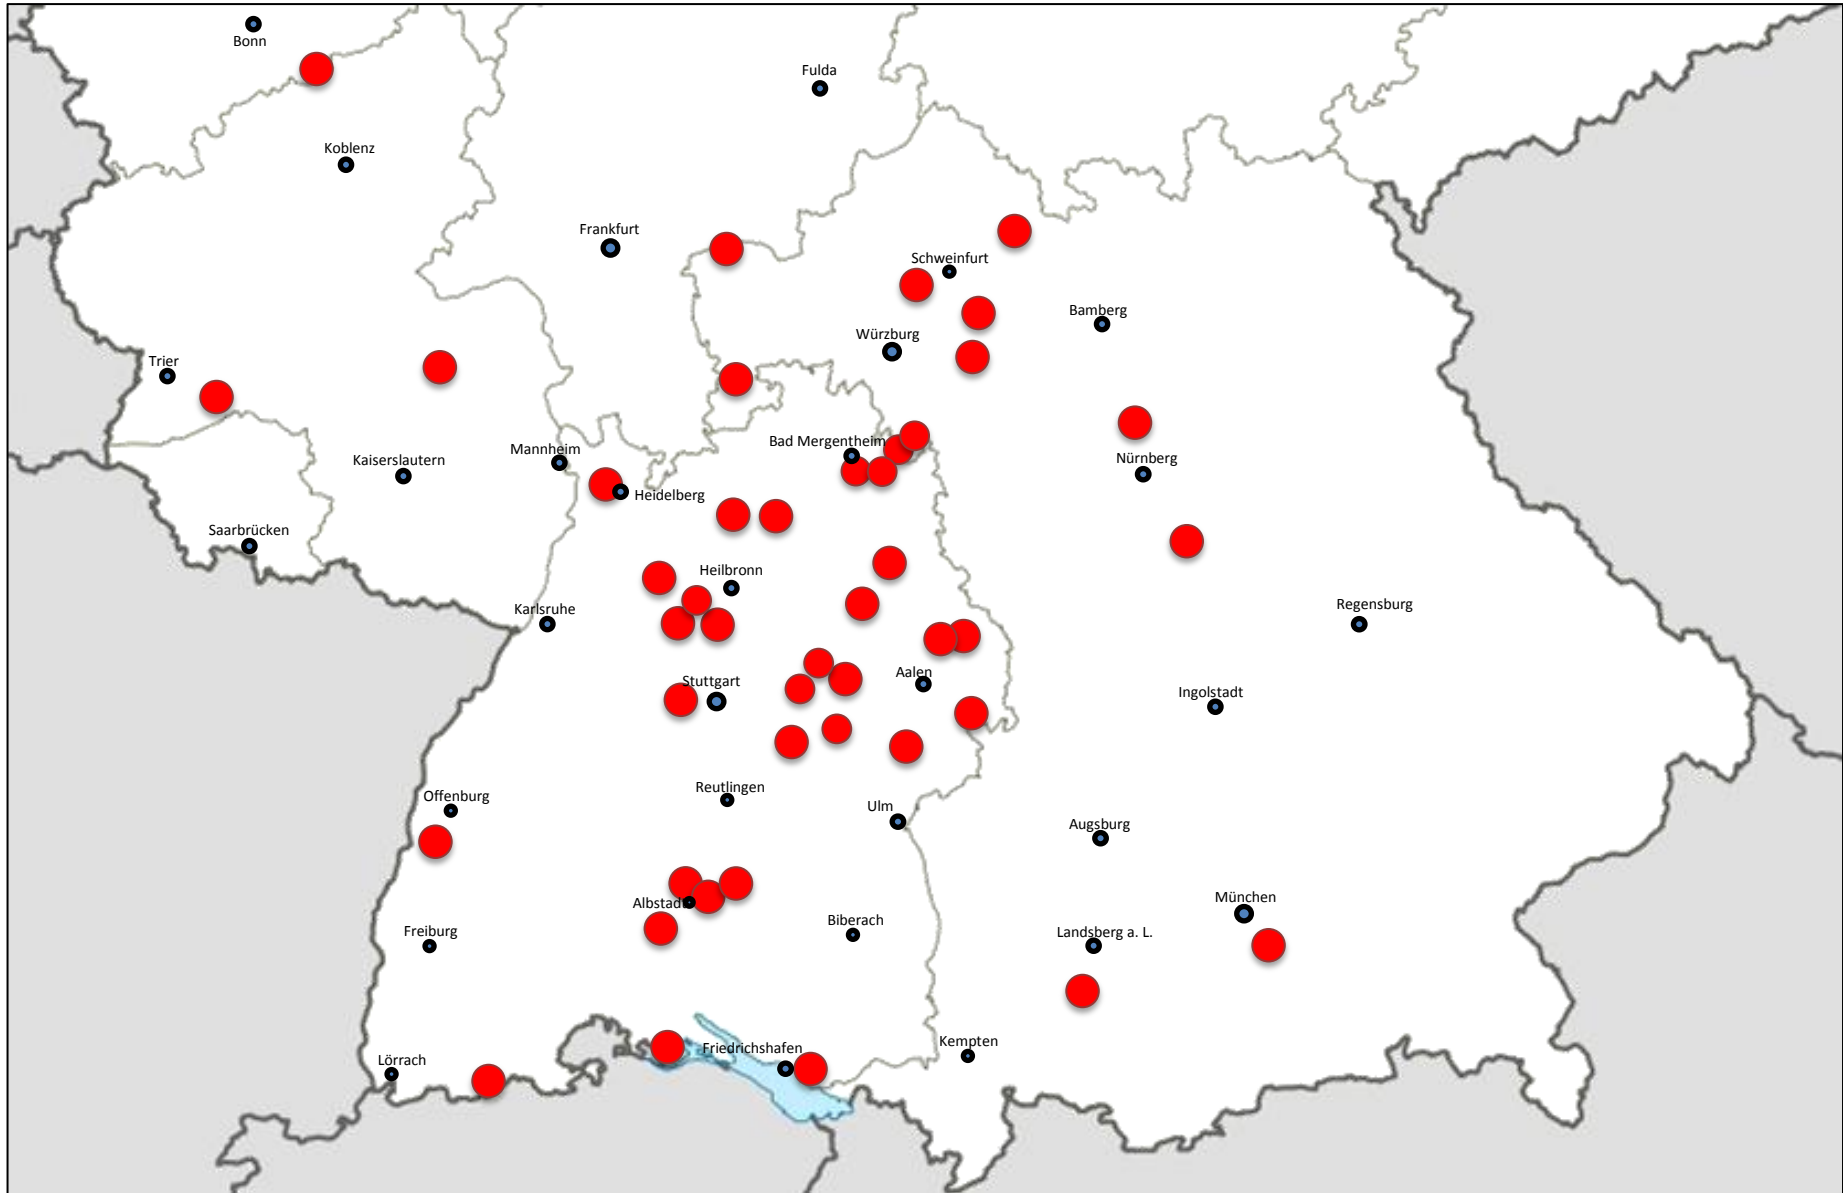 Bonn
Fulda
Koblenz
Frankfurt
Schweinfurt
Bamberg
Würzburg
Trier
Bad Mergentheim
Mannheim
Kaiserslautern
Nürnberg
Heidelberg
Saarbrücken
Heilbronn
Karlsruhe
Regensburg
Aalen
Stuttgart
Ingolstadt
Reutlingen
Offenburg
Ulm
Augsburg
München
Albstadt
Biberach
Freiburg
Landsberg a. L.
Kempten
Friedrichshafen
Lörrach